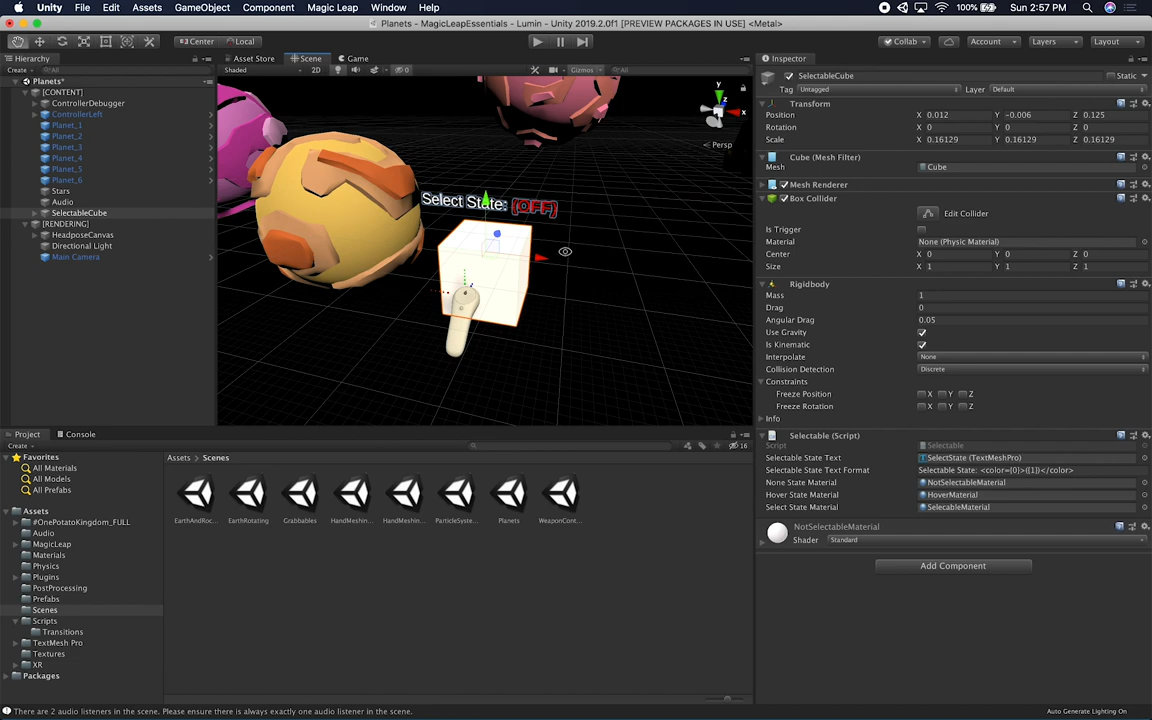 Unity File Edit Assets GameObject Component Magic Leap Window Help 100% Sun 2:57 PM
Planets - MagicLeapEssentials - Lumin - Unity 2019.2.0f1 [PREVIEW PACKAGES IN USE] <Metal>
Center Local Collab Account Layers Layout
Hierarchy Asset Store Scene Game Inspector
Create All Shaded 2D 0 Gizmos All SelectableCube Static
Planets* Tag Untagged Layer Default
[CONTENT] Transform
ControllerDebugger Position X 0.012 Y -0.006 Z 0.125
ControllerLeft Rotation X 0 Y 0 Z 0
Planet_1 Scale X 0.16129 Y 0.16129 Z 0.16129
Planet_2
Planet_3 Cube (Mesh Filter)
Planet_4 Mesh Cube
Planet_5 Mesh Renderer
Planet_6 Box Collider
Stars Edit Collider
Audio Is Trigger
SelectableCube Material None (Physic Material)
[RENDERING] Center X 0 Y 0 Z 0
HeadposeCanvas Size X 1 Y 1 Z 1
Directional Light
Main Camera
y z x
Persp
Select State: (OFF)
Rigidbody
Mass 1
Drag 0
Angular Drag 0.05
Use Gravity
Is Kinematic
Interpolate None
Collision Detection Discrete
Constraints
Freeze Position X Y Z
Freeze Rotation X Y Z
Info
Selectable (Script)
Script Selectable
Selectable State Text SelectState (TextMeshPro)
Selectable State Text Format Selectable State: <color={0}>({1})</color>
None State Material NotSelectableMaterial
Hover State Material HoverMaterial
Select State Material SelecableMaterial
NotSelectableMaterial
Shader Standard
Add Component
Project Console
Create 16
Favorites
All Materials
All Models
All Prefabs
Assets
#OnePotatoKingdom_FULL
Audio
MagicLeap
Materials
Physics
Plugins
PostProcessing
Prefabs
Scenes
Scripts
Transitions
TextMesh Pro
Textures
XR
Packages
Assets Scenes
EarthAndRoc... EarthRotating Grabbables HandMeshin... HandMeshin... ParticleSyste... Planets WeaponCont...
There are 2 audio listeners in the scene. Please ensure there is always exactly one audio listener in the scene.
Auto Generate Lighting On